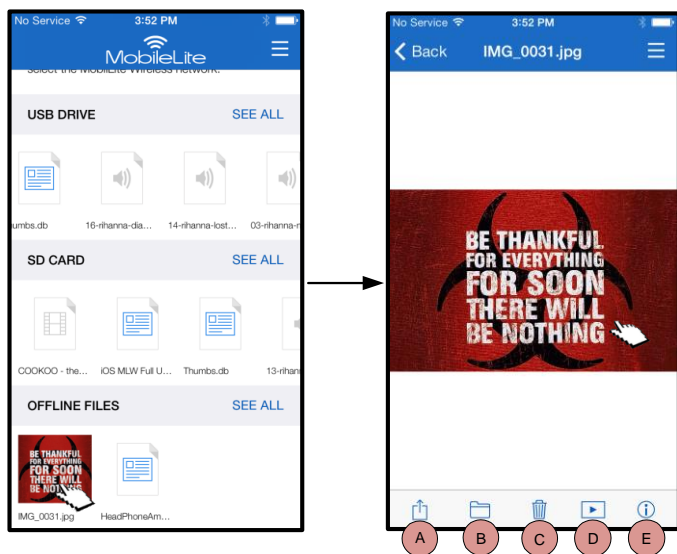 No Service 3:52 PM
MobileLite
select the MobiLite Wireless network.
USB DRIVE SEE ALL
umbs.db 16-rihanna-dia... 14-rihanna-lost... 03-rihanna-r
SD CARD SEE ALL
COOKOO - the... iOS MLW Full U... Thumbs.db 13-rihan
OFFLINE FILES SEE ALL
BE THANKFUL
FOR EVERYTHING
FOR SOON
THERE WILL
BE NOTHING
IMG_0031.jpg HeadPhoneAm...
No Service 3:52 PM
Back IMG_0031.jpg
BE THANKFUL
FOR EVERYTHING
FOR SOON
THERE WILL
BE NOTHING
A B C D E